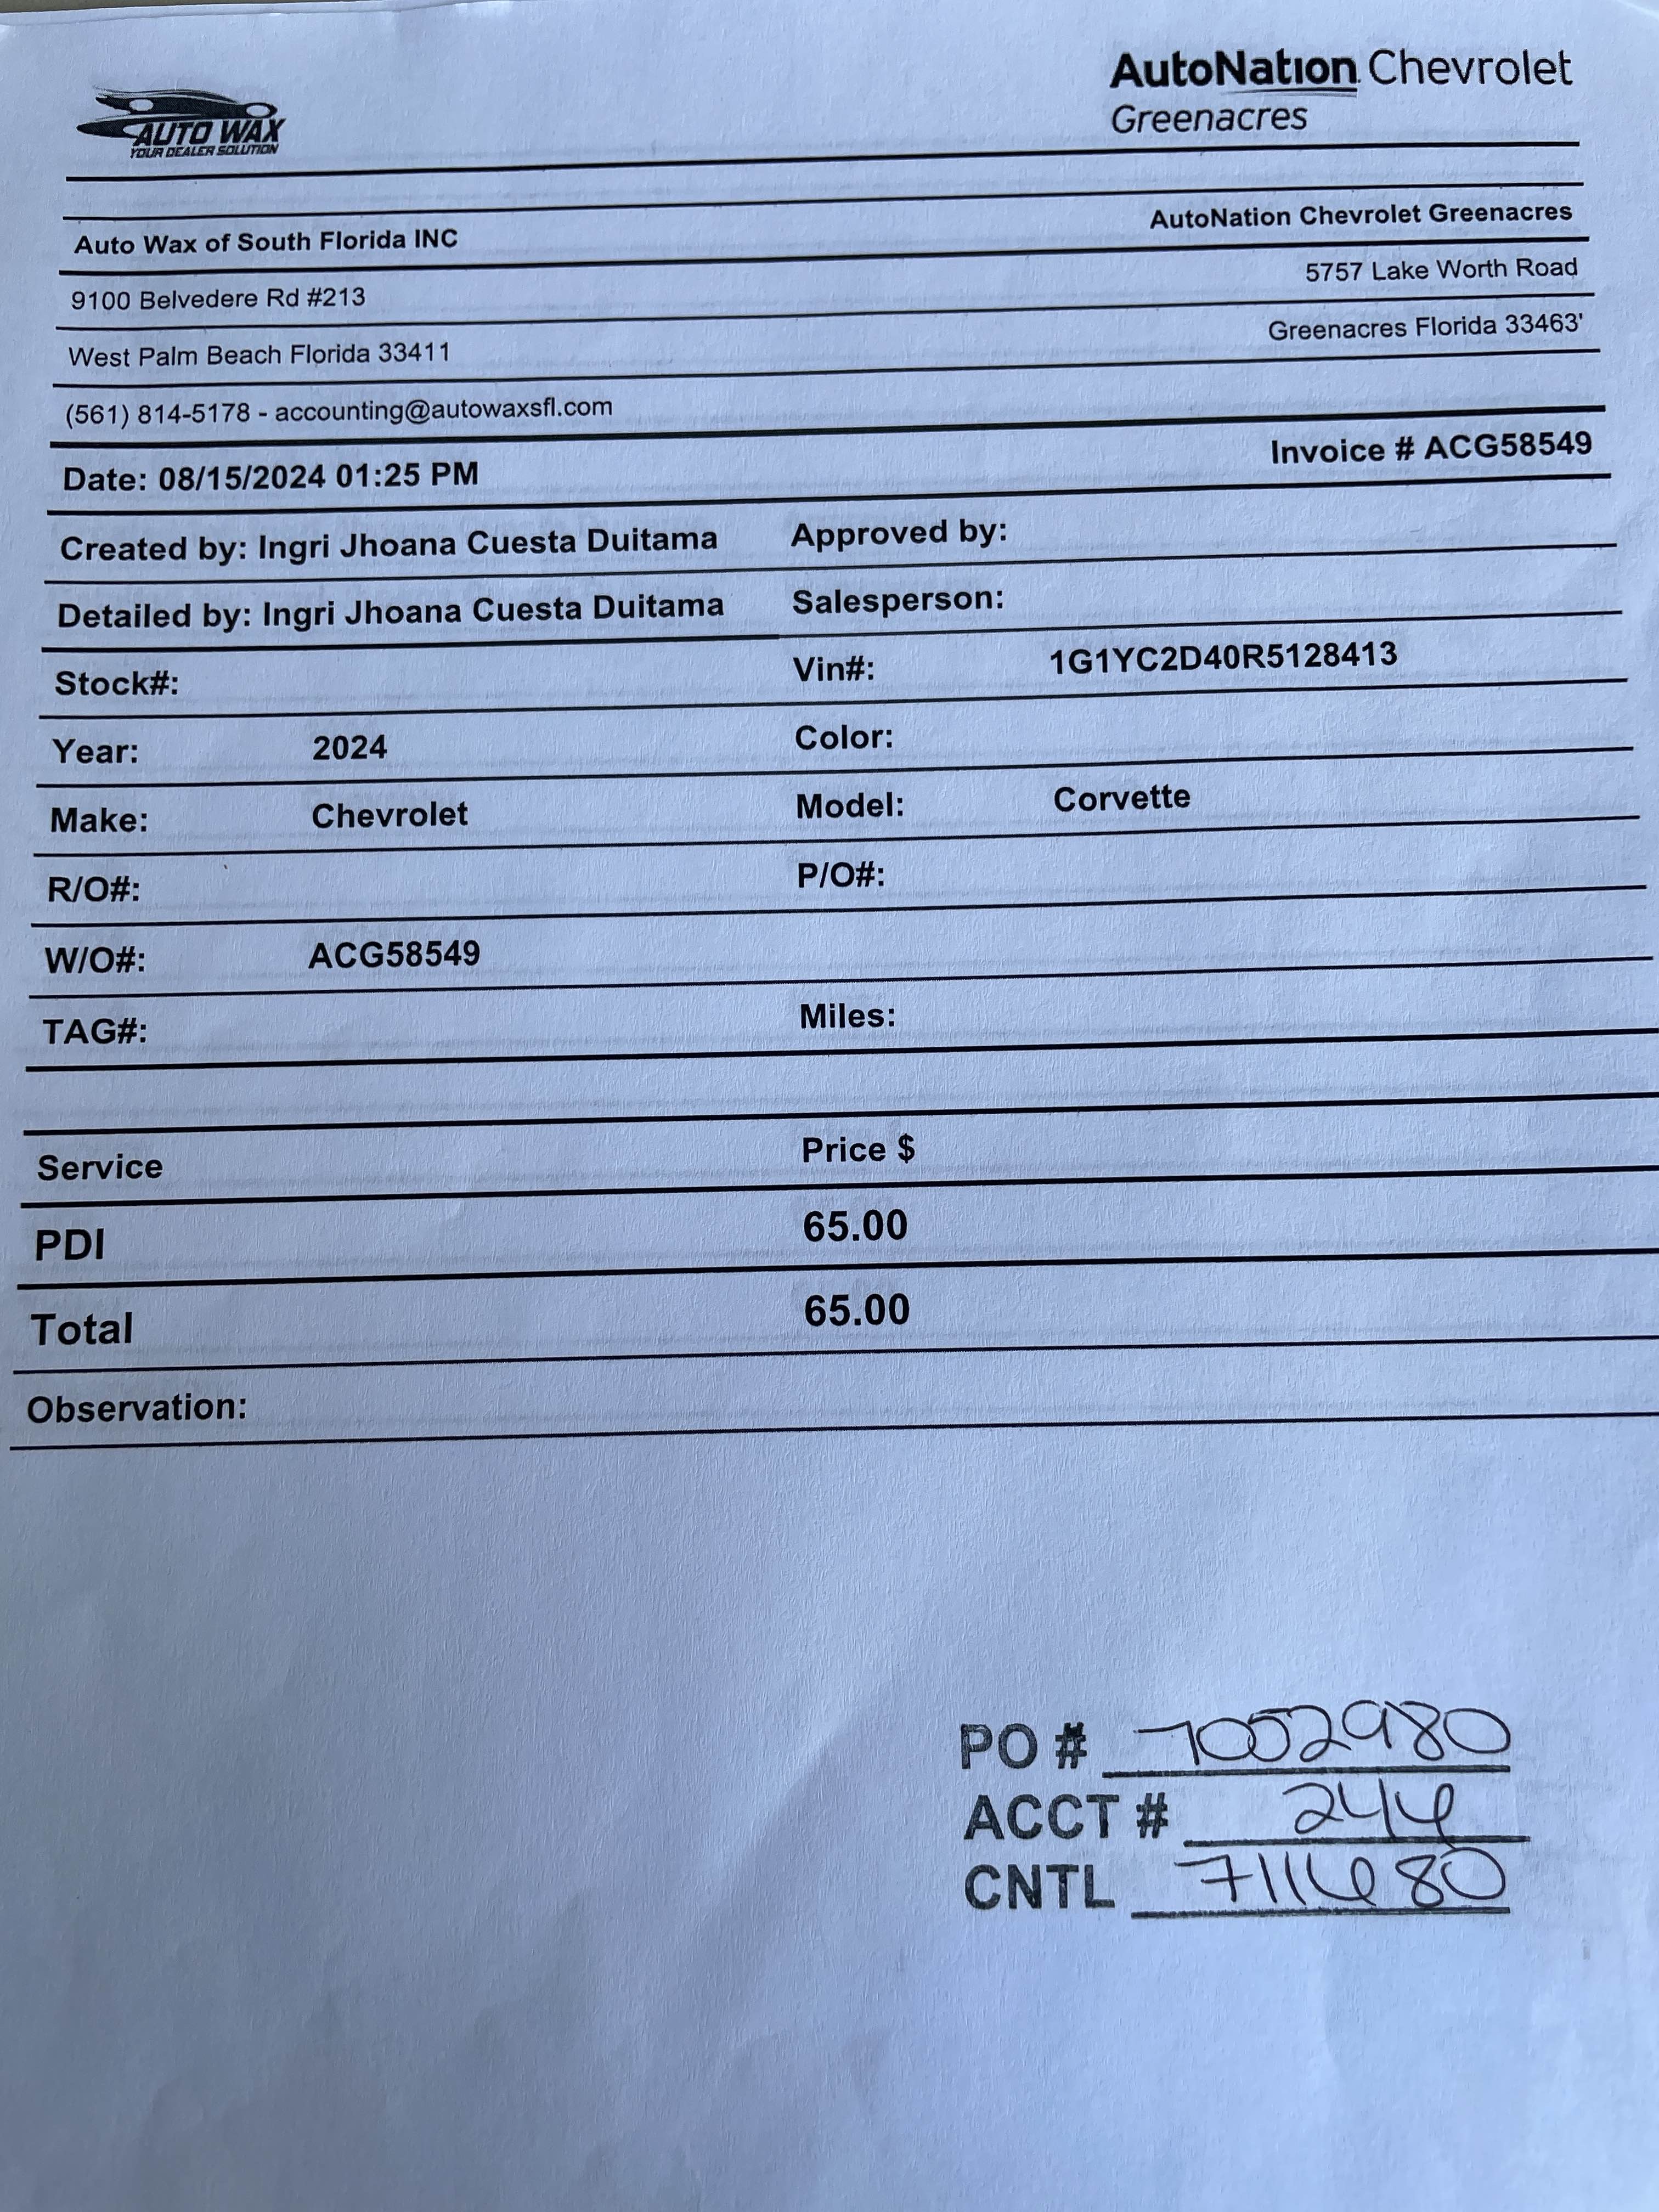 AUTO WAX
YOUR DEALER SOLUTION
AutoNation Chevrolet
Greenacres
Auto Wax of South Florida INC
AutoNation Chevrolet Greenacres
9100 Belvedere Rd #213
5757 Lake Worth Road
West Palm Beach Florida 33411
Greenacres Florida 33463'
(561) 814-5178 - accounting@autowaxsfl.com
Date: 08/15/2024 01:25 PM
Invoice # ACG58549
Created by: Ingri Jhoana Cuesta Duitama
Approved by:
Detailed by: Ingri Jhoana Cuesta Duitama
Salesperson:
Stock#:
Vin#: 1G1YC2D40R5128413
Year: 2024
Color:
Make: Chevrolet
Model: Corvette
R/O#:
P/O#:
W/O#: ACG58549
TAG#:
Miles:
Service Price $
PDI 65.00
Total 65.00
Observation:
PO # 7052980
ACCT #
CNTL